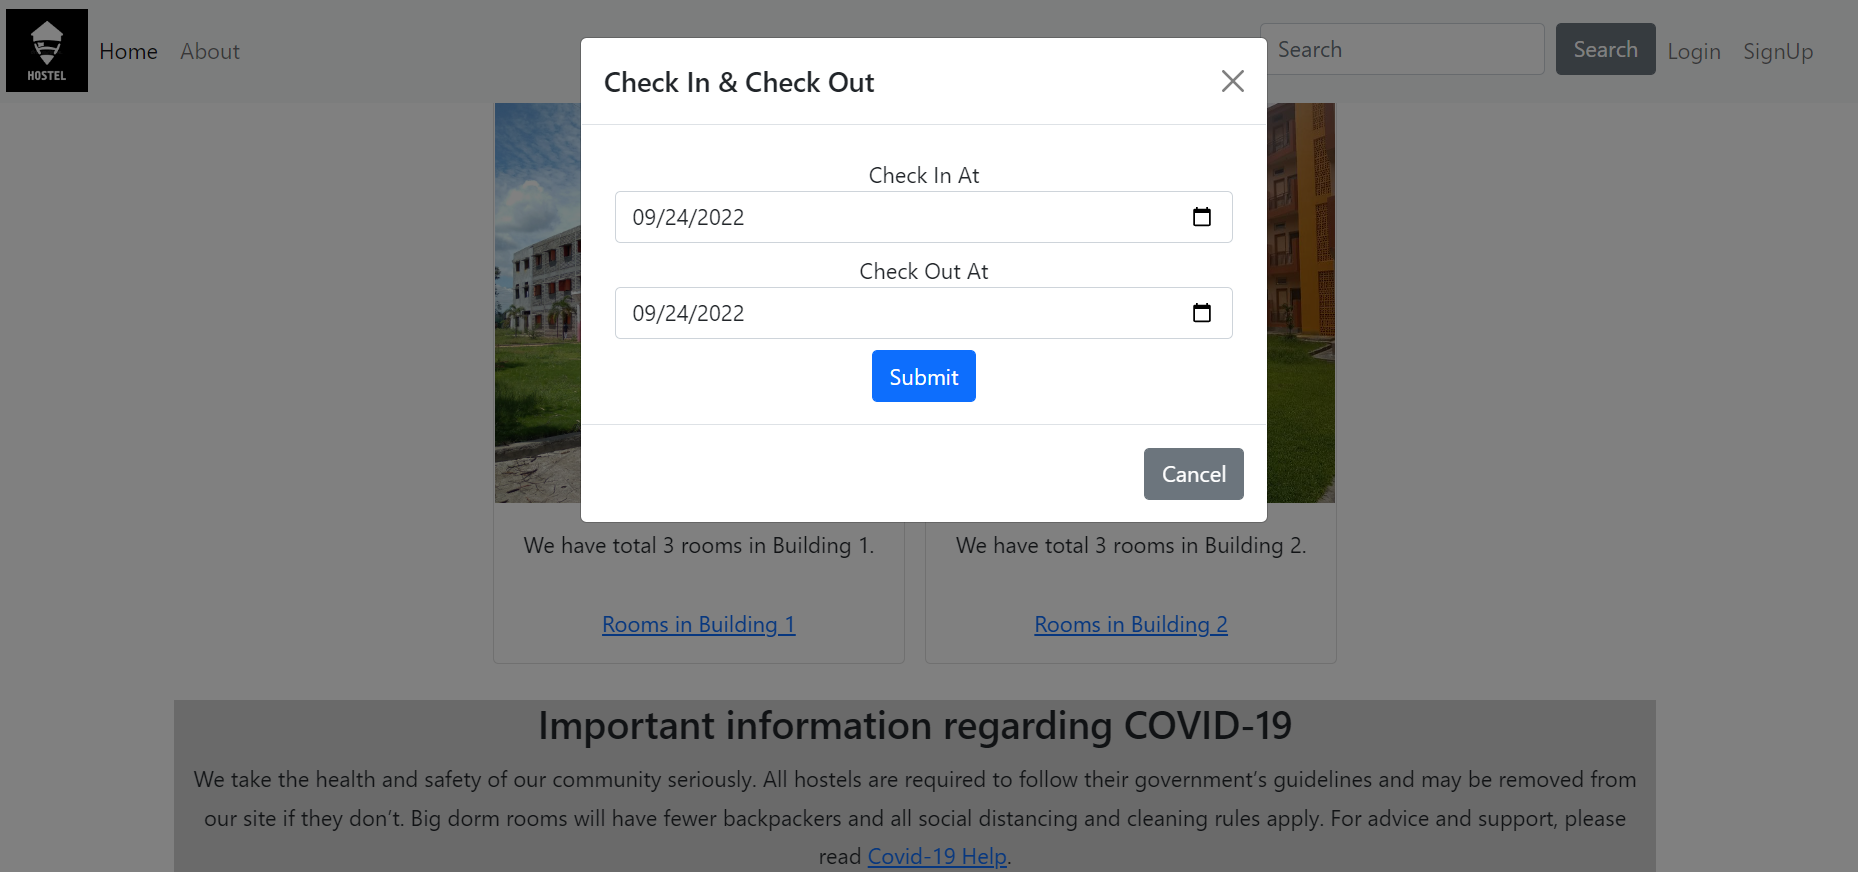 HOSTEL
Home About Search Search Login SignUp
Check In & Check Out
Check In At
09/24/2022
Check Out At
09/24/2022
Submit
Cancel
We have total 3 rooms in Building 1.
Rooms in Building 1
We have total 3 rooms in Building 2.
Rooms in Building 2
Important information regarding COVID-19
We take the health and safety of our community seriously. All hostels are required to follow their government’s guidelines and may be removed from
our site if they don’t. Big dorm rooms will have fewer backpackers and all social distancing and cleaning rules apply. For advice and support, please
read Covid-19 Help.